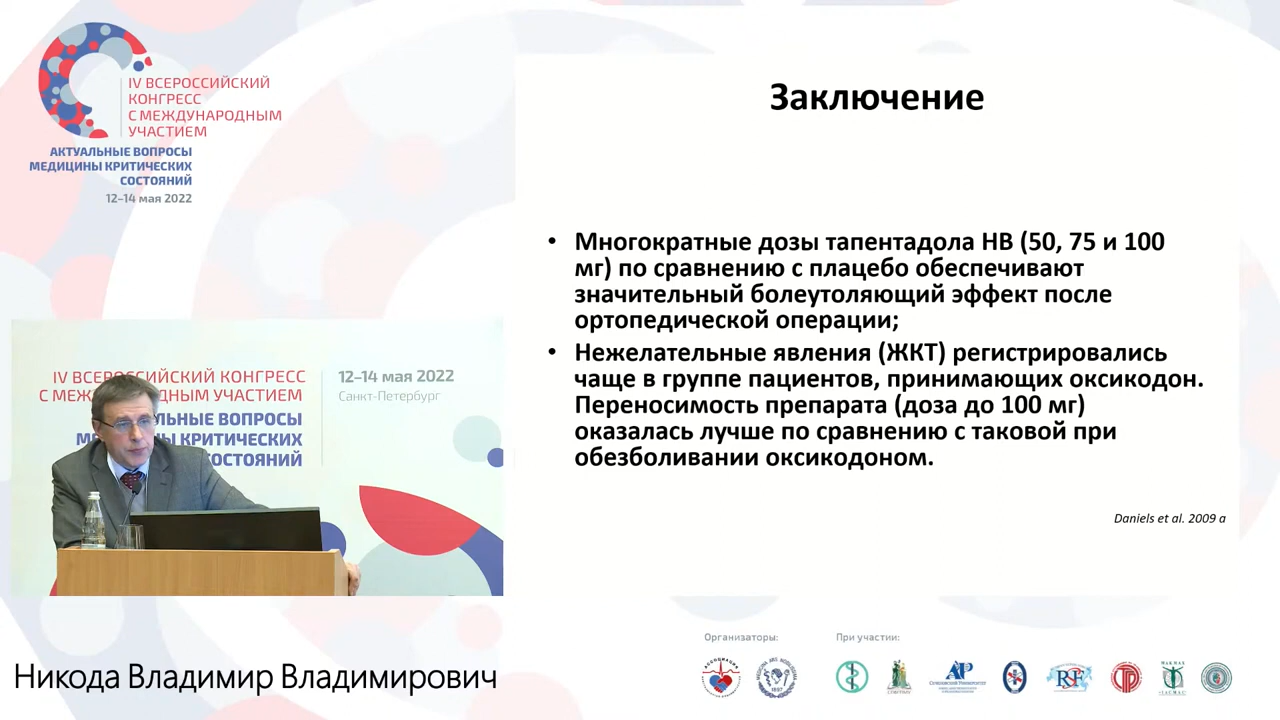 IV ВСЕРОССИЙСКИЙ
КОНГРЕСС
С МЕЖДУНАРОДНЫМ
УЧАСТИЕМ
АКТУАЛЬНЫЕ ВОПРОСЫ
МЕДИЦИНЫ КРИТИЧЕСКИХ
СОСТОЯНИЙ
12–14 мая 2022
Заключение
• Многократные дозы тапентадола НВ (50, 75 и 100
мг) по сравнению с плацебо обеспечивают
значительный болеутоляющий эффект после
ортопедической операции;
• Нежелательные явления (ЖКТ) регистрировались
чаще в группе пациентов, принимающих оксикодон.
Переносимость препарата (доза до 100 мг)
оказалась лучше по сравнению с таковой при
обезболивании оксикодоном.
Daniels et al. 2009 a
IV ВСЕРОССИЙСКИЙ КОНГРЕСС
С МЕЖДУНАРОДНЫМ УЧАСТИЕМ
АКТУАЛЬНЫЕ ВОПРОСЫ
МЕДИЦИНЫ КРИТИЧЕСКИХ
СОСТОЯНИЙ
12–14 мая 2022
Санкт-Петербург
Организаторы:
При участии:
Никода Владимир Владимирович